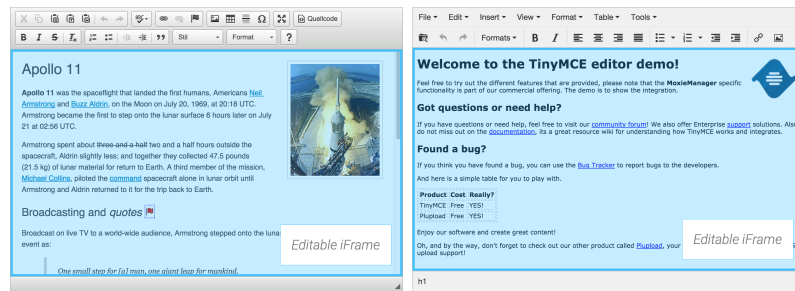 Quellcode
B I S Ix
Stil
Format
?
Apollo 11
Apollo 11 was the spaceflight that landed the first humans, Americans Neil
Armstrong and Buzz Aldrin, on the Moon on July 20, 1969, at 20:18 UTC.
Armstrong became the first to step onto the lunar surface 6 hours later on July
21 at 02:56 UTC.
Armstrong spent about three and a half two and a half hours outside the
spacecraft, Aldrin slightly less; and together they collected 47.5 pounds
(21.5 kg) of lunar material for return to Earth. A third member of the mission,
Michael Collins, piloted the command spacecraft alone in lunar orbit until
Armstrong and Aldrin returned to it for the trip back to Earth.
Broadcasting and quotes
Broadcast on live TV to a world-wide audience, Armstrong stepped onto the luna
event as:
One small step for [a] man, one giant leap for mankind.
Editable iFrame
File Edit Insert View Format Table Tools
Formats B I
Welcome to the TinyMCE editor demo!
Feel free to try out the different features that are provided, please note that the MoxieManager specific
functionality is part of our commercial offering. The demo is to show the integration.
Got questions or need help?
If you have questions or need help, feel free to visit our community forum! We also offer Enterprise support solutions. Also
do not miss out on the documentation, its a great resource wiki for understanding how TinyMCE works and integrates.
Found a bug?
If you think you have found a bug, you can use the Bug Tracker to report bugs to the developers.
And here is a simple table for you to play with.
Product Cost Really?
TinyMCE Free YES!
Plupload Free YES!
Enjoy our software and create great content!
Oh, and by the way, don't forget to check out our other product called Plupload, your
upload support!
Editable iFrame
h1